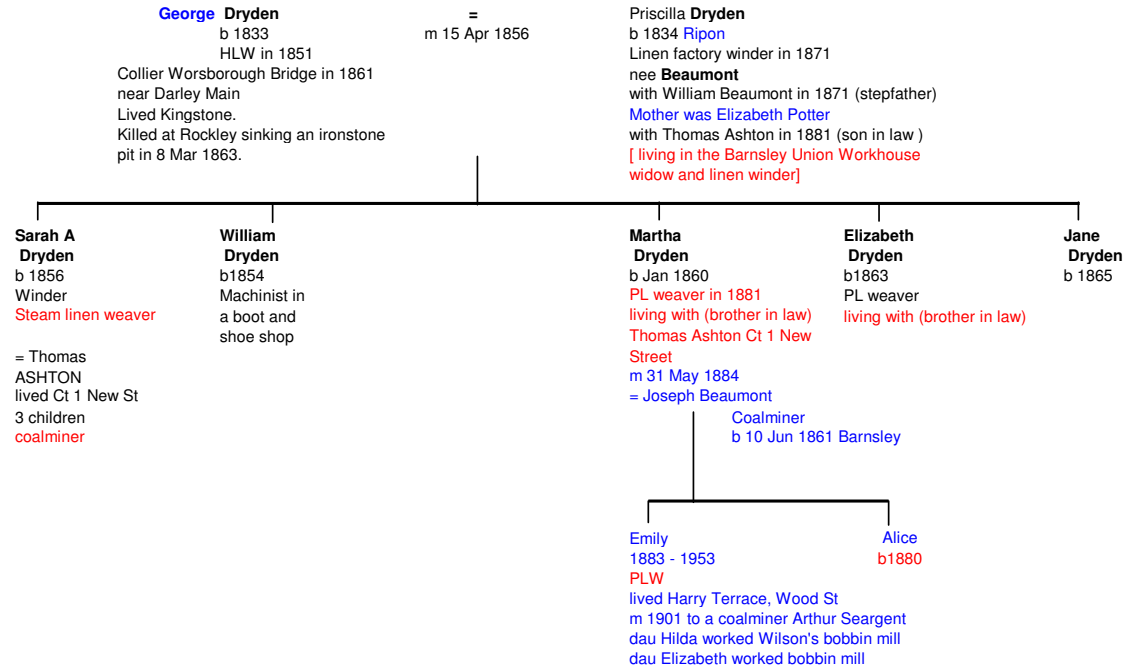 George Dryden
b 1833
HLW in 1851
Collier Worsborough Bridge in 1861
near Darley Main
Lived Kingstone.
Killed at Rockley sinking an ironstone
pit in 8 Mar 1863.
=
m 15 Apr 1856
Priscilla Dryden
b 1834 Ripon
Linen factory winder in 1871
nee Beaumont
with William Beaumont in 1871 (stepfather)
Mother was Elizabeth Potter
with Thomas Ashton in 1881 (son in law )
[ living in the Barnsley Union Workhouse
widow and linen winder]
Sarah A
Dryden
b 1856
Winder
Steam linen weaver
= Thomas
ASHTON
lived Ct 1 New St
3 children
coalminer
William
Dryden
b1854
Machinist in
a boot and
shoe shop
Martha
Dryden
b Jan 1860
PL weaver in 1881
living with (brother in law)
Thomas Ashton Ct 1 New
Street
m 31 May 1884
= Joseph Beaumont
Coalminer
b 10 Jun 1861 Barnsley
Elizabeth
Dryden
b1863
PL weaver
living with (brother in law)
Jane
Dryden
b 1865
Emily
1883 - 1953
PLW
lived Harry Terrace, Wood St
m 1901 to a coalminer Arthur Seargent
dau Hilda worked Wilson's bobbin mill
dau Elizabeth worked bobbin mill
Alice
b1880